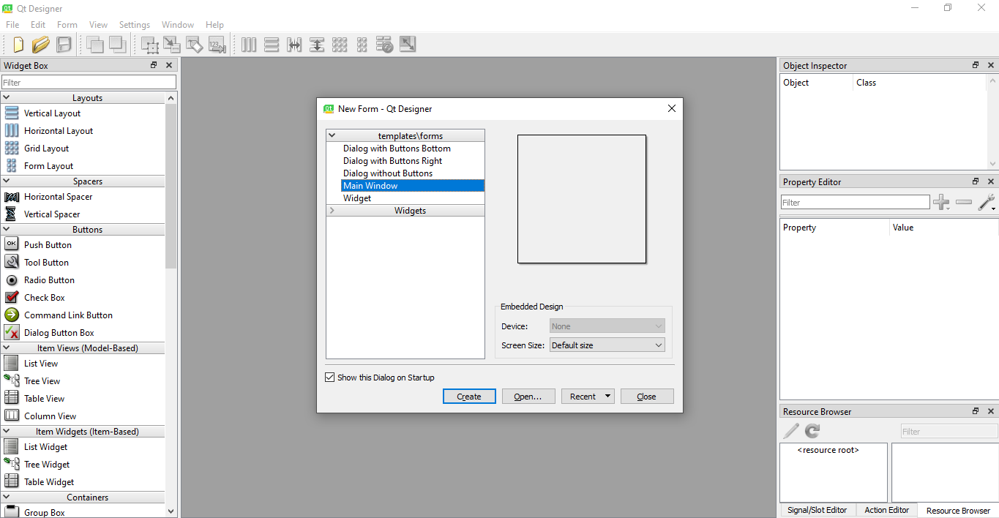 Qt Designer
File Edit Form View Settings Window Help
Widget Box
Filter
Layouts
Vertical Layout
Horizontal Layout
Grid Layout
Form Layout
Spacers
Horizontal Spacer
Vertical Spacer
Buttons
OK Push Button
Tool Button
Radio Button
Check Box
Command Link Button
Dialog Button Box
Item Views (Model-Based)
List View
Tree View
Table View
Column View
Item Widgets (Item-Based)
List Widget
Tree Widget
Table Widget
Containers
Group Box
New Form - Qt Designer
templates\forms
Dialog with Buttons Bottom
Dialog with Buttons Right
Dialog without Buttons
Main Window
Widget
Widgets
Embedded Design
Device: None
Screen Size: Default size
Show this Dialog on Startup
Create Open... Recent Close
Object Inspector
Object Class
Property Editor
Filter
Property Value
Resource Browser
Filter
<resource root>
Signal/Slot Editor Action Editor Resource Browser